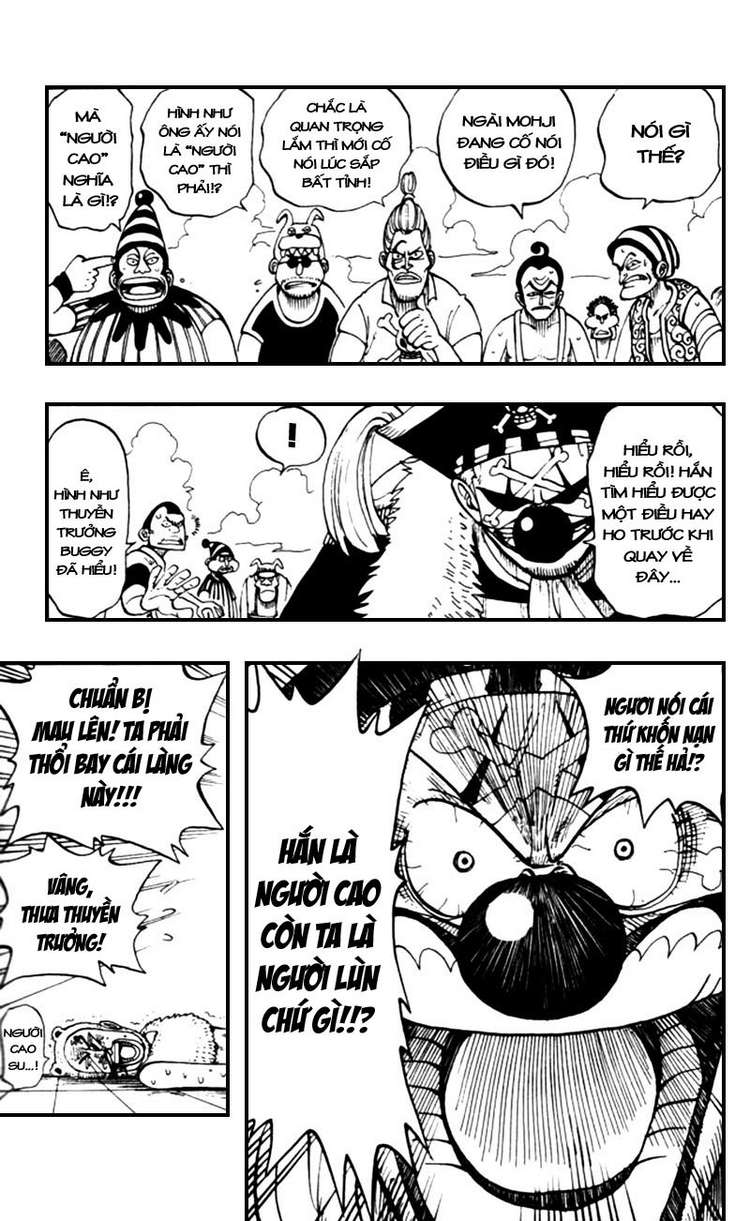 NÓI GÌ
THẾ?
NGÀI MOHJI
ĐANG CỐ NÓI
ĐIỀU GÌ ĐÓ!
CHẮC LÀ
QUAN TRỌNG
LẮM THÌ MỚI CỐ
NÓI LÚC SẮP
BẤT TỈNH!
HÌNH NHƯ
ÔNG ẤY NÓI
LÀ “NGƯỜI
CAO” THÌ
PHẢI!?
MÀ
“NGƯỜI
CAO”
NGHĨA
LÀ GÌ!?
HIỂU RỒI,
HIỂU RỒI! HẮN
TÌM HIỂU ĐƯỢC
MỘT ĐIỀU HAY
HO TRƯỚC KHI
QUAY VỀ
ĐÂY...
!
Ê,
HÌNH NHƯ
THUYỀN
TRƯỞNG
BUGGY
ĐÃ HIỂU!
NGƯƠI NÓI CÁI
THỨ KHỐN NẠN
GÌ THẾ HẢ!?
HẮN LÀ
NGƯỜI CAO
CÒN TA LÀ
NGƯỜI LÙN
CHỨ GÌ!!?
CHUẨN BỊ
MAU LÊN! TA PHẢI
THỔI BAY CÁI LÀNG
NÀY!!!
VÂNG,
THƯA THUYỀN
TRƯỞNG!
NGƯỜI
CAO
SU...!